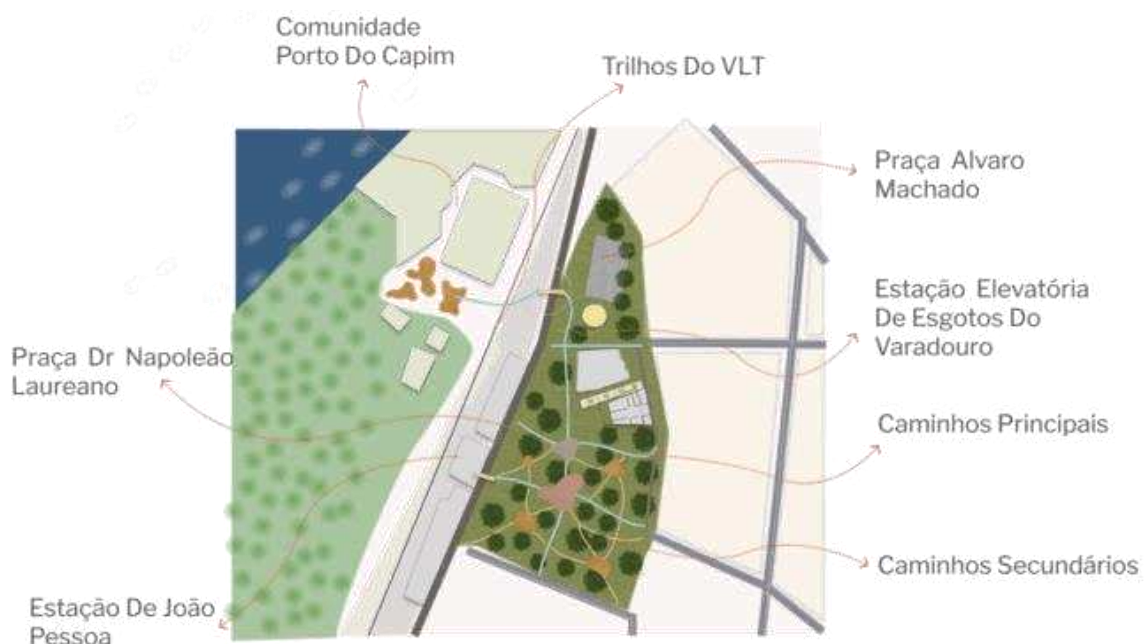 Comunidade
Porto Do Capim
Trilhos Do VLT
Praça Alvaro
Machado
Estação Elevatória
De Esgotos Do
Varadouro
Praça Dr Napoleão
Laureano
Caminhos Principais
Caminhos Secundários
Estação De João
Pessoa